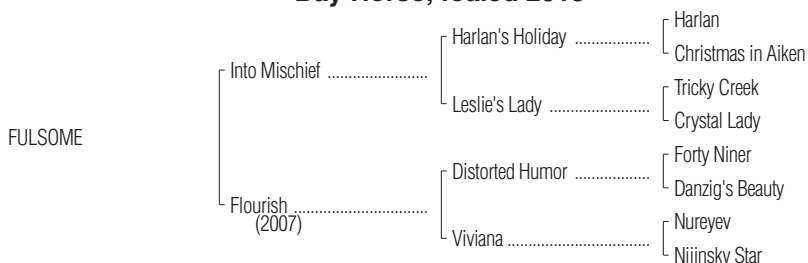 Bay Horse, foaled
Harlan
Harlan's Holiday ....................
Christmas in Aiken
Into Mischief ..........................
Tricky Creek
Leslie's Lady ..........................
Crystal Lady
FULSOME
Forty Niner
Distorted Humor ....................
Danzig's Beauty
Flourish ...................................
(2007)
Nureyev
Viviana ....................................
Nijinsky Star